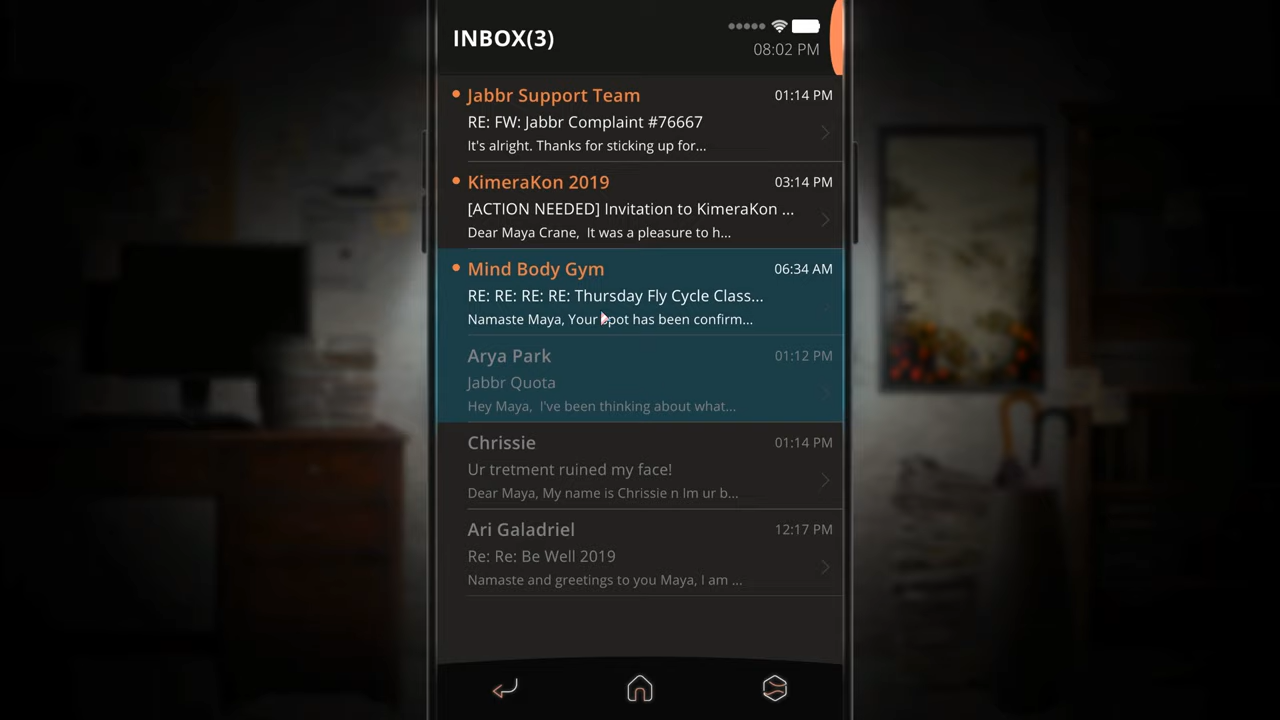 INBOX(3)
08:02 PM
Jabbr Support Team 01:14 PM
RE: FW: Jabbr Complaint #76667
It's alright. Thanks for sticking up for...
KimeraKon 2019 03:14 PM
[ACTION NEEDED] Invitation to KimeraKon ...
Dear Maya Crane,  It was a pleasure to h...
Mind Body Gym 06:34 AM
RE: RE: RE: RE: Thursday Fly Cycle Class...
Namaste Maya, Your spot has been confirm...
Arya Park 01:12 PM
Jabbr Quota
Hey Maya,  I've been thinking about what...
Chrissie 01:14 PM
Ur tretment ruined my face!
Dear Maya, My name is Chrissie n Im ur b...
Ari Galadriel 12:17 PM
Re: Re: Be Well 2019
Namaste and greetings to you Maya, I am ...